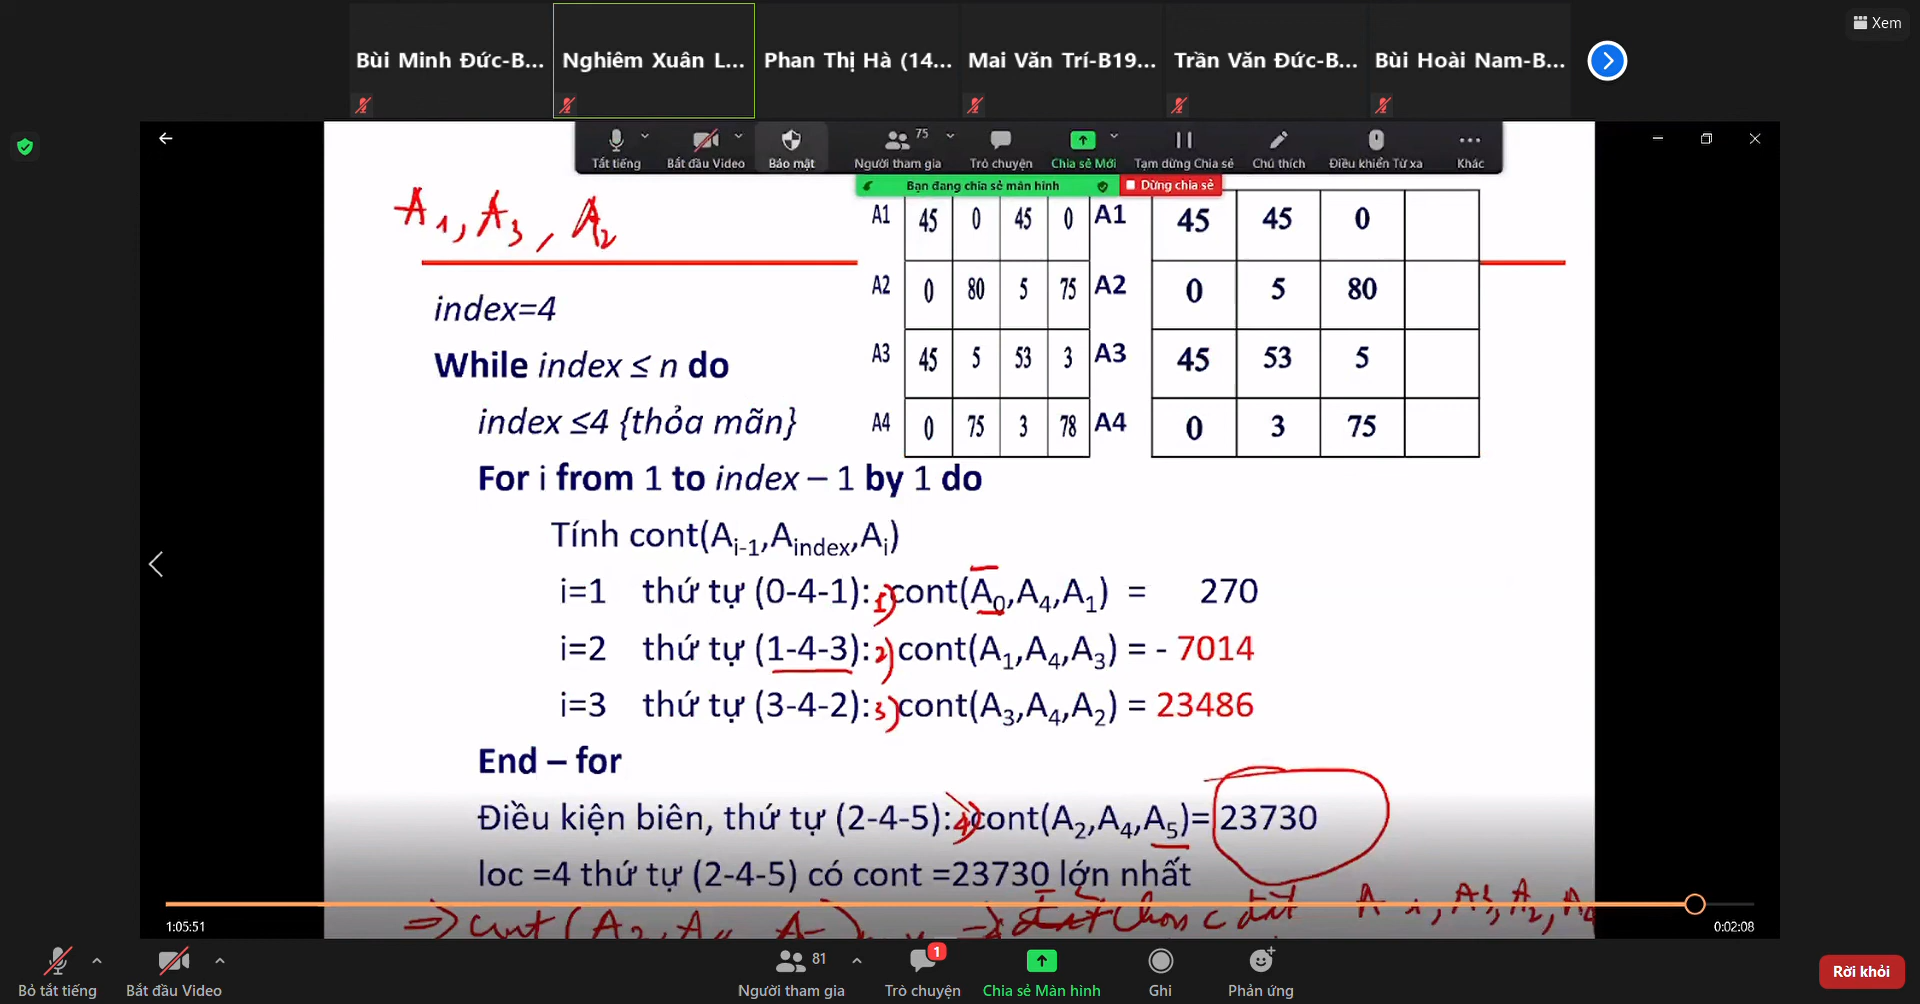 Bùi Minh Đức-B... Nghiêm Xuân L... Phan Thị Hà (14... Mai Văn Trí-B19... Trần Văn Đức-B... Bùi Hoài Nam-B...
Xem
75
Tắt tiếng Bắt đầu Video Bảo mật Người tham gia Trò chuyện Chia sẻ Mới Tạm dừng Chia sẻ Chú thích Điều khiển Từ xa Khác
Bạn đang chia sẻ màn hình Dừng chia sẻ
A1, A3, A2
A1 45 0 45 0 A1 45 45 0
A2 0 80 5 75 A2 0 5 80
A3 45 5 53 3 A3 45 53 5
A4 0 75 3 78 A4 0 3 75
index=4
While index ≤ n do
index ≤4 {thỏa mãn}
For i from 1 to index – 1 by 1 do
Tính cont(Ai-1,Aindex,Ai)
i=1 thứ tự (0-4-1): 1) cont(A0,A4,A1) = 270
i=2 thứ tự (1-4-3): 2) cont(A1,A4,A3) = - 7014
i=3 thứ tự (3-4-2): 3) cont(A3,A4,A2) = 23486
End – for
Điều kiện biên, thứ tự (2-4-5): 4) cont(A2,A4,A5)= 23730
loc =4 thứ tự (2-4-5) có cont =23730 lớn nhất
1:05:51 0:02:08
81 1
Bỏ tắt tiếng Bắt đầu Video Người tham gia Trò chuyện Chia sẻ Màn hình Ghi Phản ứng Rời khỏi